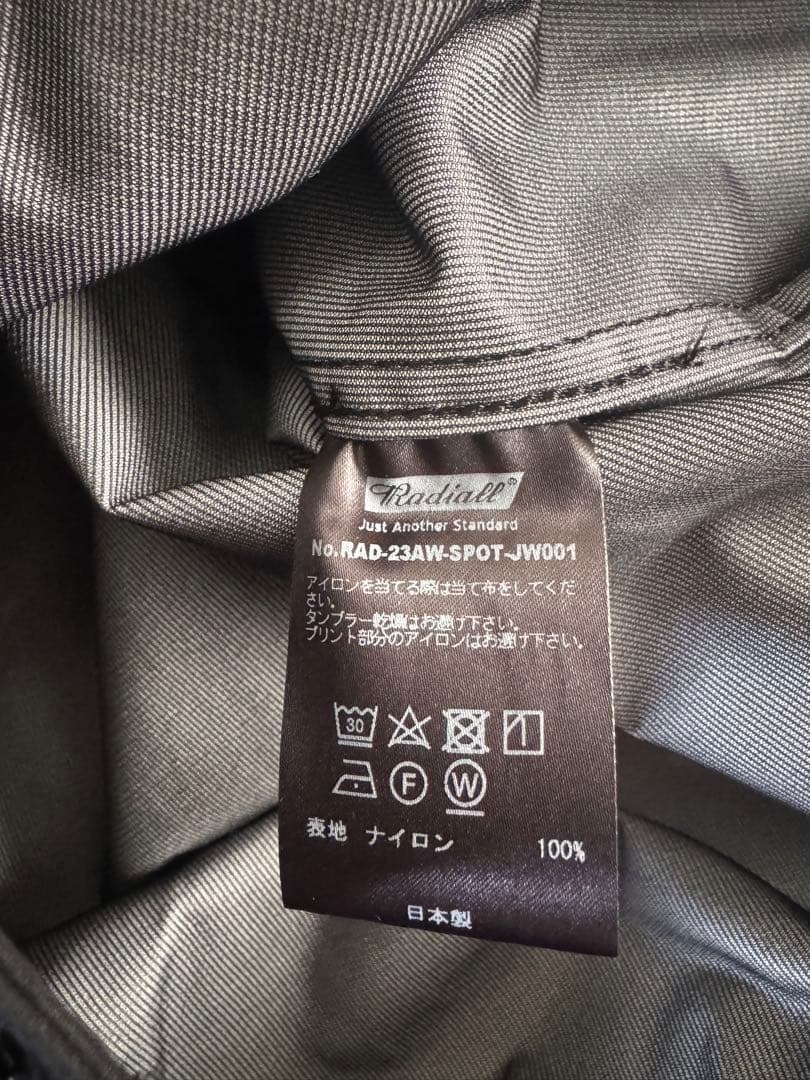 Radiall®
Just Another Standard
No.RAD-23AW-SPOT-JW001
アイロンを当てる際は当て布をしてくだ
さい。
タンブラー乾燥はお避け下さい。
プリント部分のアイロンはお避け下さい。
30
F W
表地 ナイロン 100%
日本製